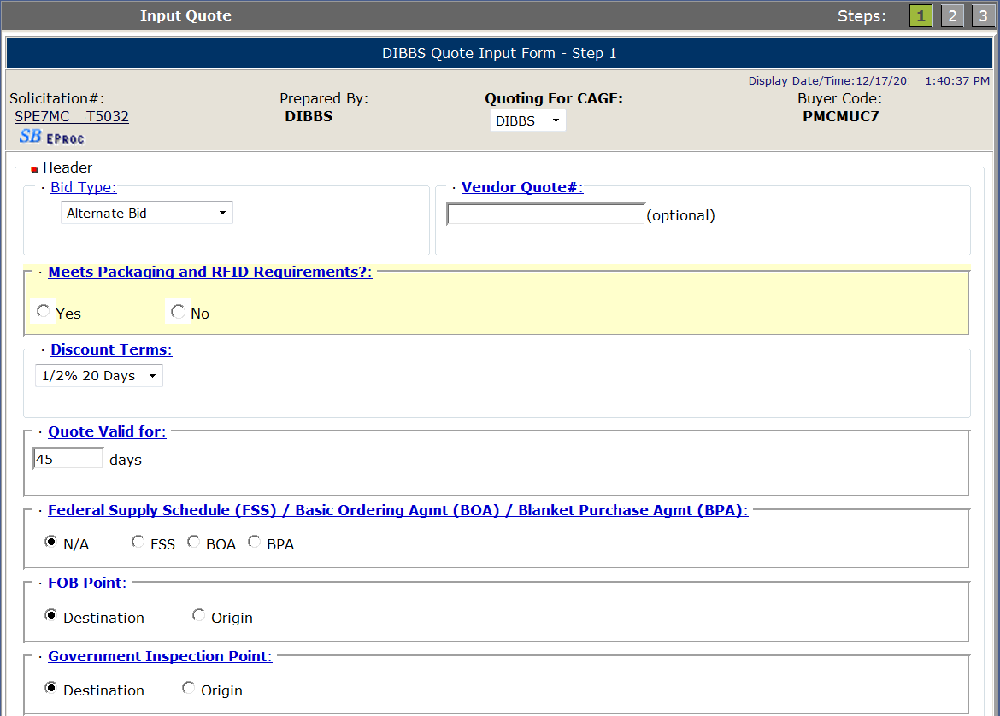 Input Quote Steps: 1 2 3
DIBBS Quote Input Form - Step 1
Display Date/Time:12/17/20 1:40:37 PM
Solicitation#: Prepared By: Quoting For CAGE: Buyer Code:
SPE7MC T5032 DIBBS DIBBS PMCMUC7
SB EPROC
Header
· Bid Type: · Vendor Quote#:
Alternate Bid (optional)
· Meets Packaging and RFID Requirements?:
Yes No
· Discount Terms:
1/2% 20 Days
· Quote Valid for:
45 days
· Federal Supply Schedule (FSS) / Basic Ordering Agmt (BOA) / Blanket Purchase Agmt (BPA):
N/A FSS BOA BPA
· FOB Point:
Destination Origin
· Government Inspection Point:
Destination Origin